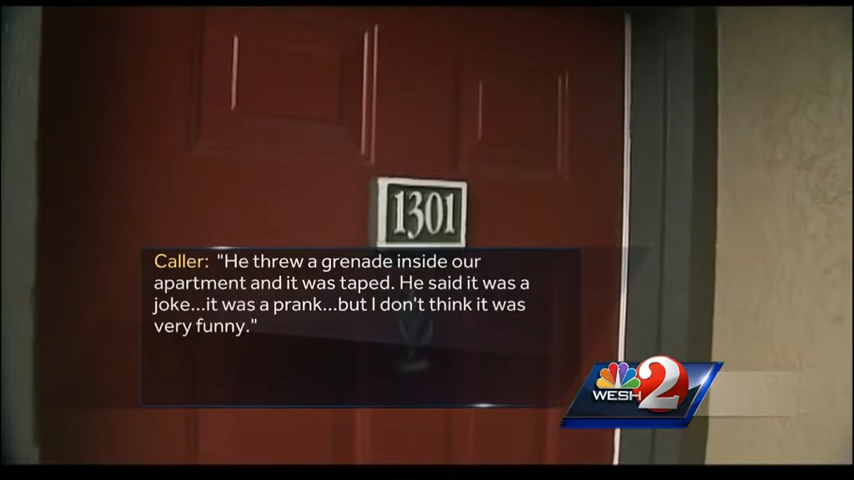 1301
Caller: "He threw a grenade inside our
apartment and it was taped. He said it was a
joke...it was a prank...but I don't think it was
very funny."
WESH 2